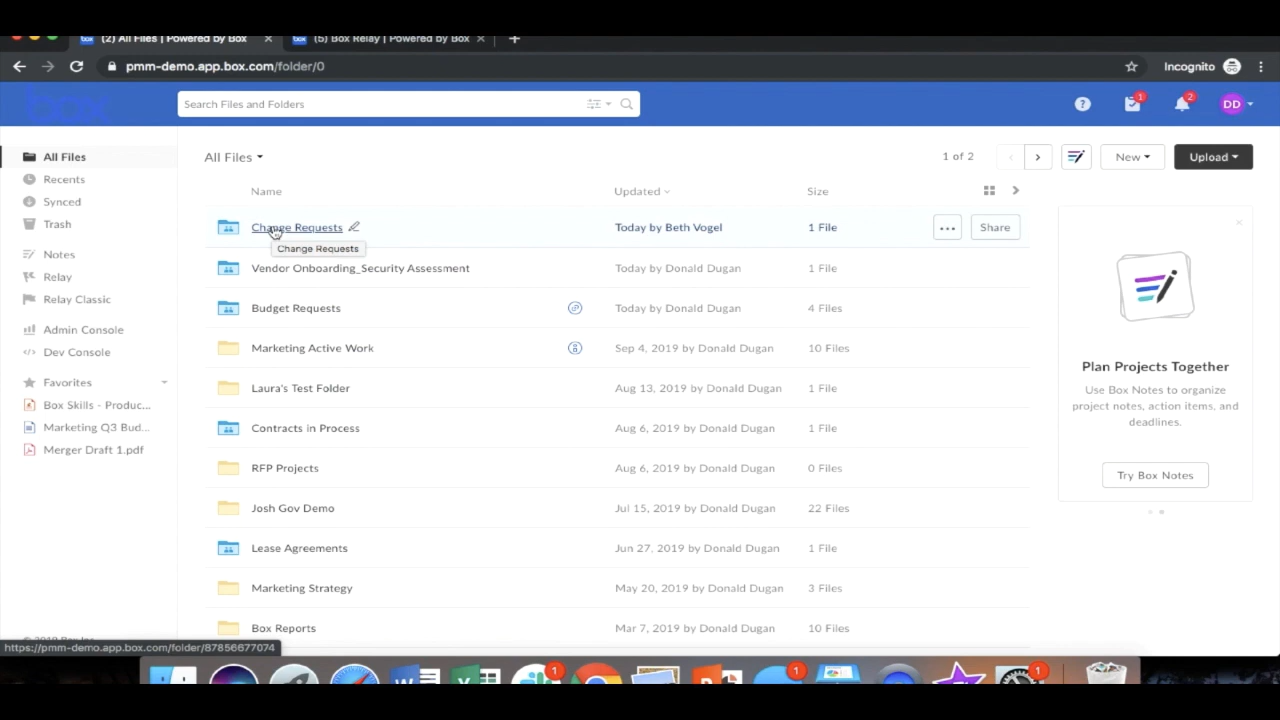 (2) All Files | Powered by Box
(5) Box Relay | Powered by Box
pmm-demo.app.box.com/folder/0
Incognito
box
Search Files and Folders
1
2
DD
All Files
Recents
Synced
Trash
Notes
Relay
Relay Classic
Admin Console
Dev Console
Favorites
Box Skills - Produc...
Marketing Q3 Bud...
Merger Draft 1.pdf
© 2019 Box Inc
All Files
1 of 2
New
Upload
Name Updated Size
Change Requests Today by Beth Vogel 1 File Share
Change Requests
Vendor Onboarding_Security Assessment Today by Donald Dugan 1 File
Budget Requests Today by Donald Dugan 4 Files
Marketing Active Work Sep 4, 2019 by Donald Dugan 10 Files
Laura's Test Folder Aug 13, 2019 by Donald Dugan 1 File
Contracts in Process Aug 6, 2019 by Donald Dugan 1 File
RFP Projects Aug 6, 2019 by Donald Dugan 0 Files
Josh Gov Demo Jul 15, 2019 by Donald Dugan 22 Files
Lease Agreements Jun 27, 2019 by Donald Dugan 1 File
Marketing Strategy May 20, 2019 by Donald Dugan 3 Files
Box Reports Mar 7, 2019 by Donald Dugan 10 Files
Plan Projects Together
Use Box Notes to organize
project notes, action items, and
deadlines.
Try Box Notes
https://pmm-demo.app.box.com/folder/87856677074
1
1
1